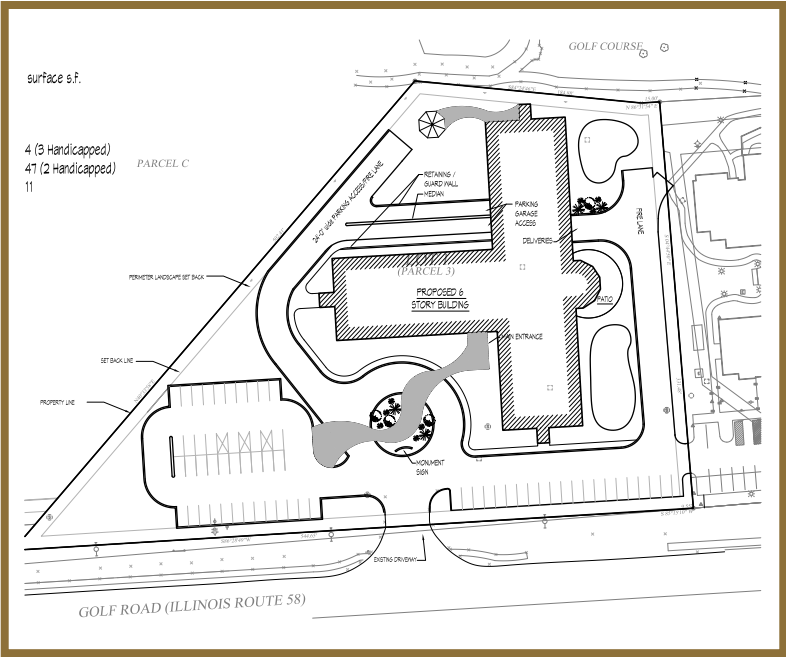 GOLF COURSE
surface s.f.
4 (3 Handicapped)
47 (2 Handicapped)
11
PARCEL C
RETAINING /
GUARD WALL
MEDIAN
24'-0" Wide PARKING ACCESS/FIRE LANE
PARKING
GARAGE
ACCESS
DELIVERIES
FIRE LANE
LOT 1
(PARCEL 3)
PERIMETER LANDSCAPE SET BACK
PROPOSED 6
STORY BUILDING
PATIO
MAIN ENTRANCE
SET BACK LINE
PROPERTY LINE
MONUMENT
SIGN
EXISTING DRIVEWAY
GOLF ROAD (ILLINOIS ROUTE 58)